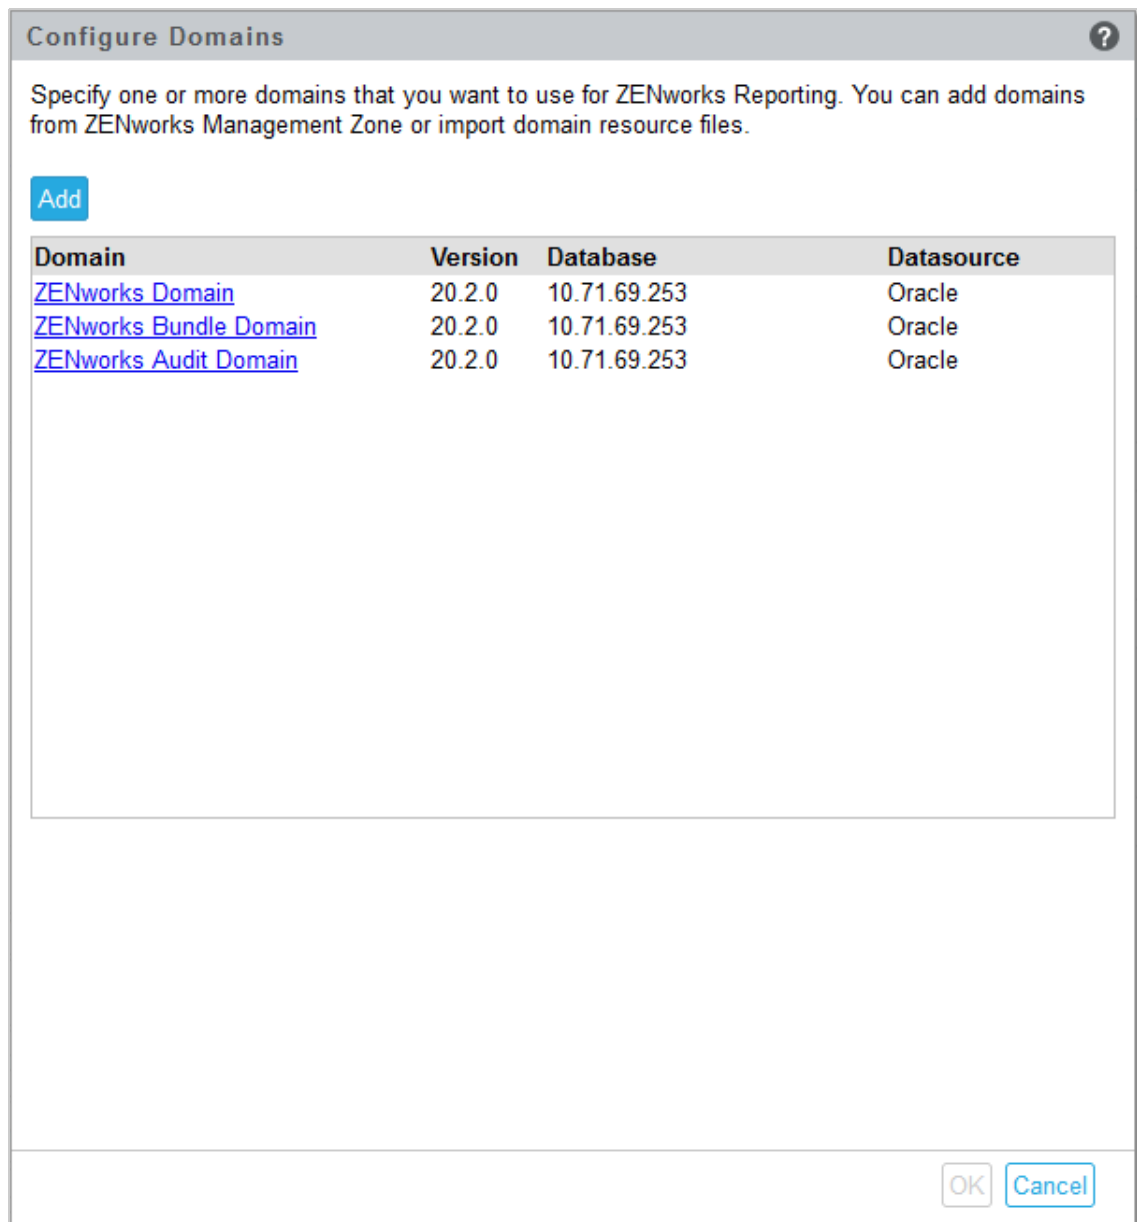 Configure Domains ?
Specify one or more domains that you want to use for ZENworks Reporting. You can add domains
from ZENworks Management Zone or import domain resource files.
Add
Domain Version Database Datasource
ZENworks Domain 20.2.0 10.71.69.253 Oracle
ZENworks Bundle Domain 20.2.0 10.71.69.253 Oracle
ZENworks Audit Domain 20.2.0 10.71.69.253 Oracle
OK Cancel